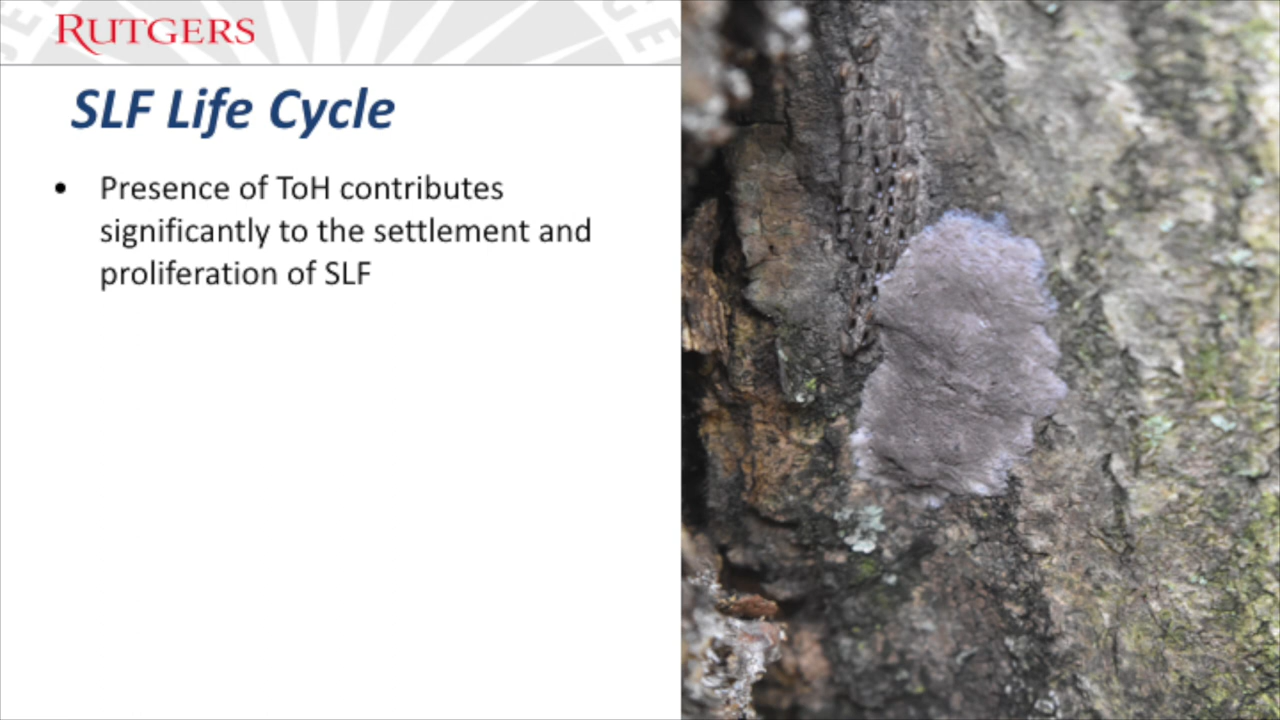 RUTGERS
SLF Life Cycle
• Presence of ToH contributes
significantly to the settlement and
proliferation of SLF